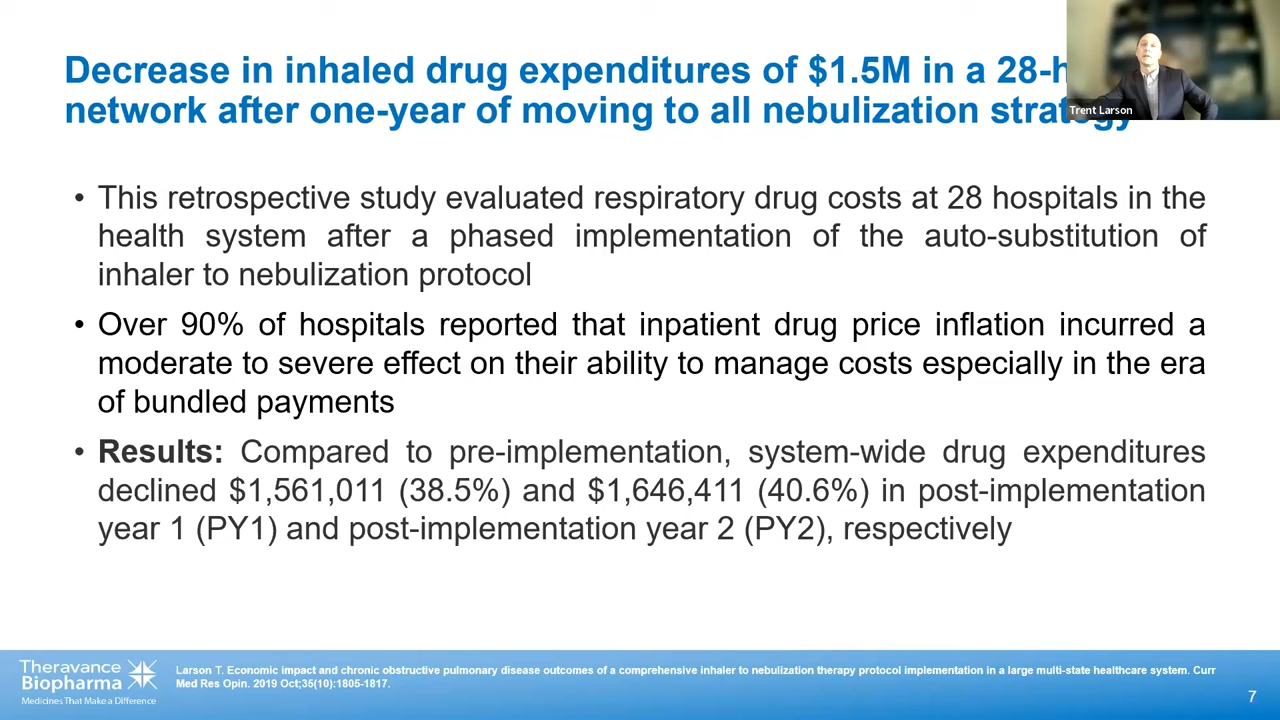 Decrease in inhaled drug expenditures of $1.5M in a 28-h
network after one-year of moving to all nebulization strategy
Trent Larson
• This retrospective study evaluated respiratory drug costs at 28 hospitals in the
health system after a phased implementation of the auto-substitution of
inhaler to nebulization protocol
• Over 90% of hospitals reported that inpatient drug price inflation incurred a
moderate to severe effect on their ability to manage costs especially in the era
of bundled payments
• Results: Compared to pre-implementation, system-wide drug expenditures
declined $1,561,011 (38.5%) and $1,646,411 (40.6%) in post-implementation
year 1 (PY1) and post-implementation year 2 (PY2), respectively
Theravance
Biopharma
Medicines That Make a Difference
Larson T. Economic impact and chronic obstructive pulmonary disease outcomes of a comprehensive inhaler to nebulization therapy protocol implementation in a large multi-state healthcare system. Curr
Med Res Opin. 2019 Oct;35(10):1805-1817.
7